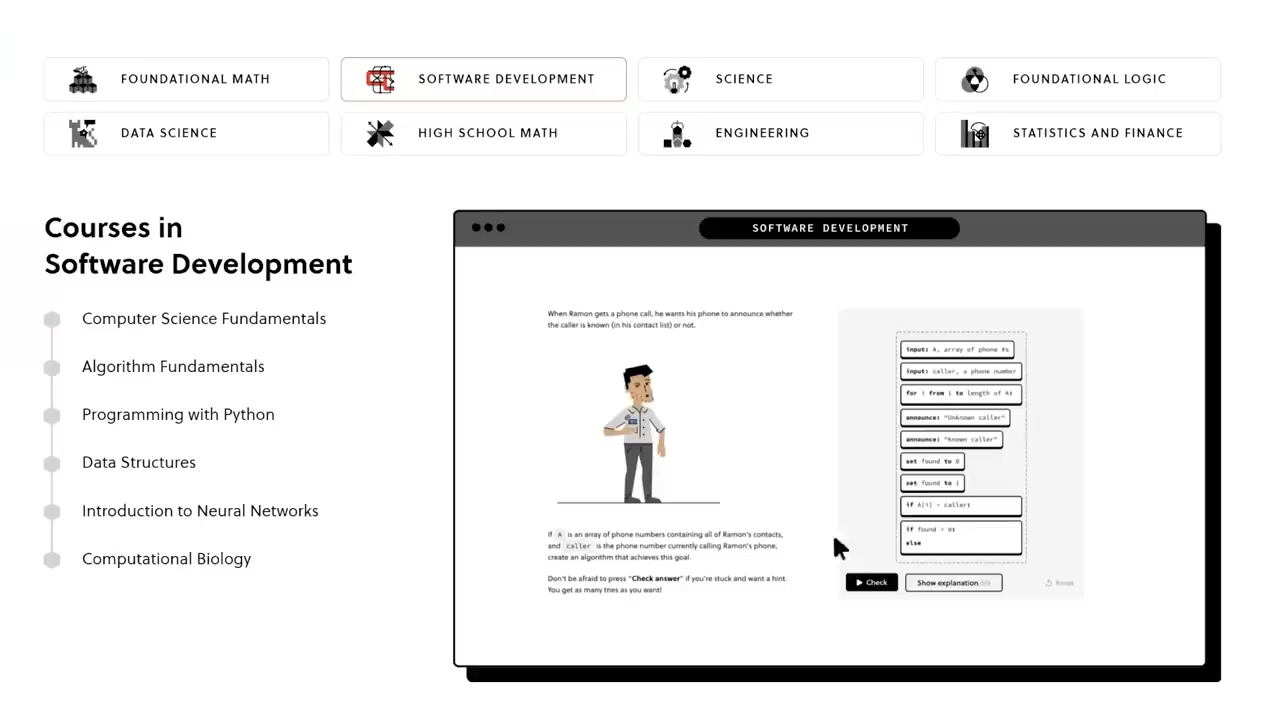 FOUNDATIONAL MATH
SOFTWARE DEVELOPMENT
SCIENCE
FOUNDATIONAL LOGIC
DATA SCIENCE
HIGH SCHOOL MATH
ENGINEERING
STATISTICS AND FINANCE
Courses in
Software Development
Computer Science Fundamentals
Algorithm Fundamentals
Programming with Python
Data Structures
Introduction to Neural Networks
Computational Biology
SOFTWARE DEVELOPMENT
When Ramon gets a phone call, he wants his phone to announce whether
the caller is known (in his contact list) or not.
If A is an array of phone numbers containing all of Ramon's contacts,
and caller is the phone number currently calling Ramon's phone,
create an algorithm that achieves this goal.
Don't be afraid to press "Check answer" if you're stuck and want a hint.
You get as many tries as you want!
input: A, array of phone #s
input: caller, a phone number
for i from 1 to length of A:
announce: "Unknown caller"
announce: "Known caller"
set found to 0
set found to 1
if A[i] = caller:
if found = 0:
else
Check
Show explanation
Reset